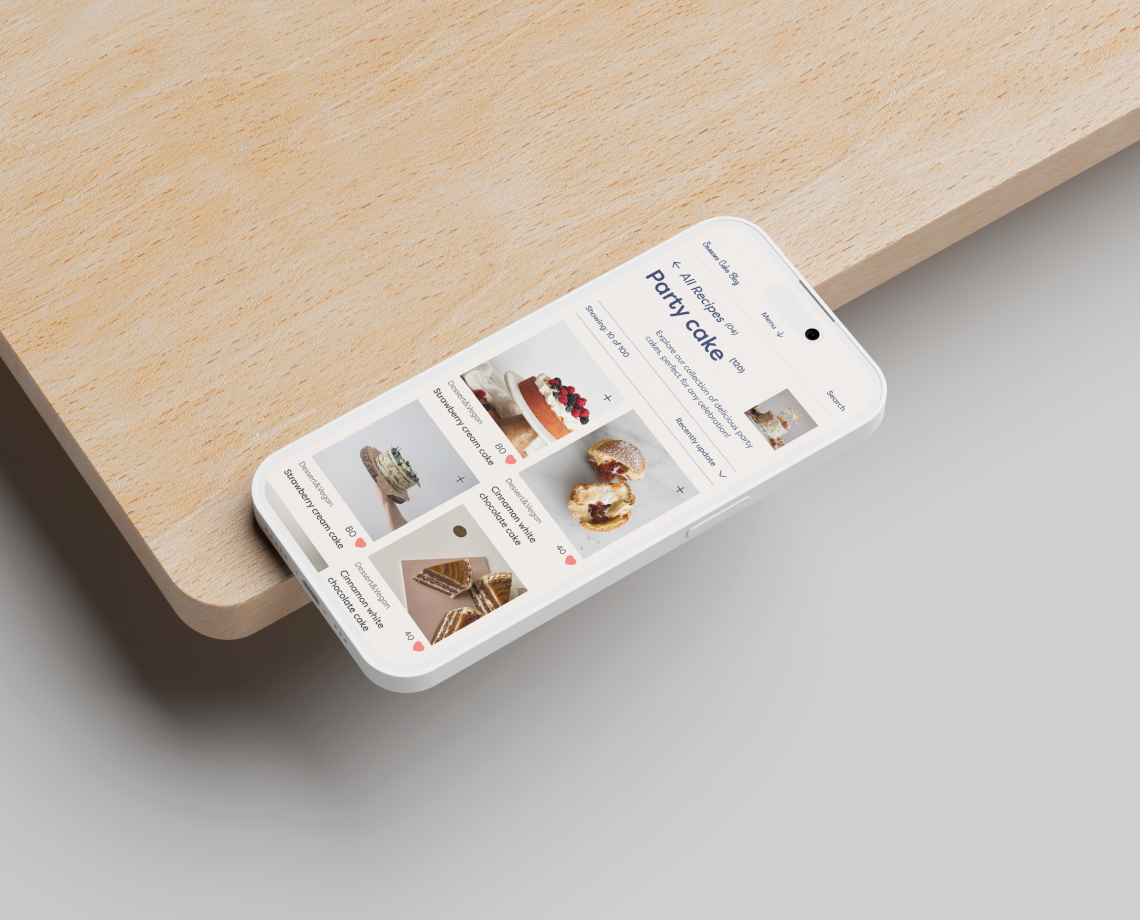 Seasons Cake Blog
Menu
Search
All Recipes (04)
Party cake (120)
Explore our collection of delicious party
cakes, perfect for any celebration!
Showing: 10 of 100
Recently update
Dessert&Vegan
80
Strawberry cream cake
Dessert&Vegan
Cinnamon white
chocolate cake
40
Dessert&Vegan
80
Strawberry cream cake
Dessert&Vegan
Cinnamon white
chocolate cake
40